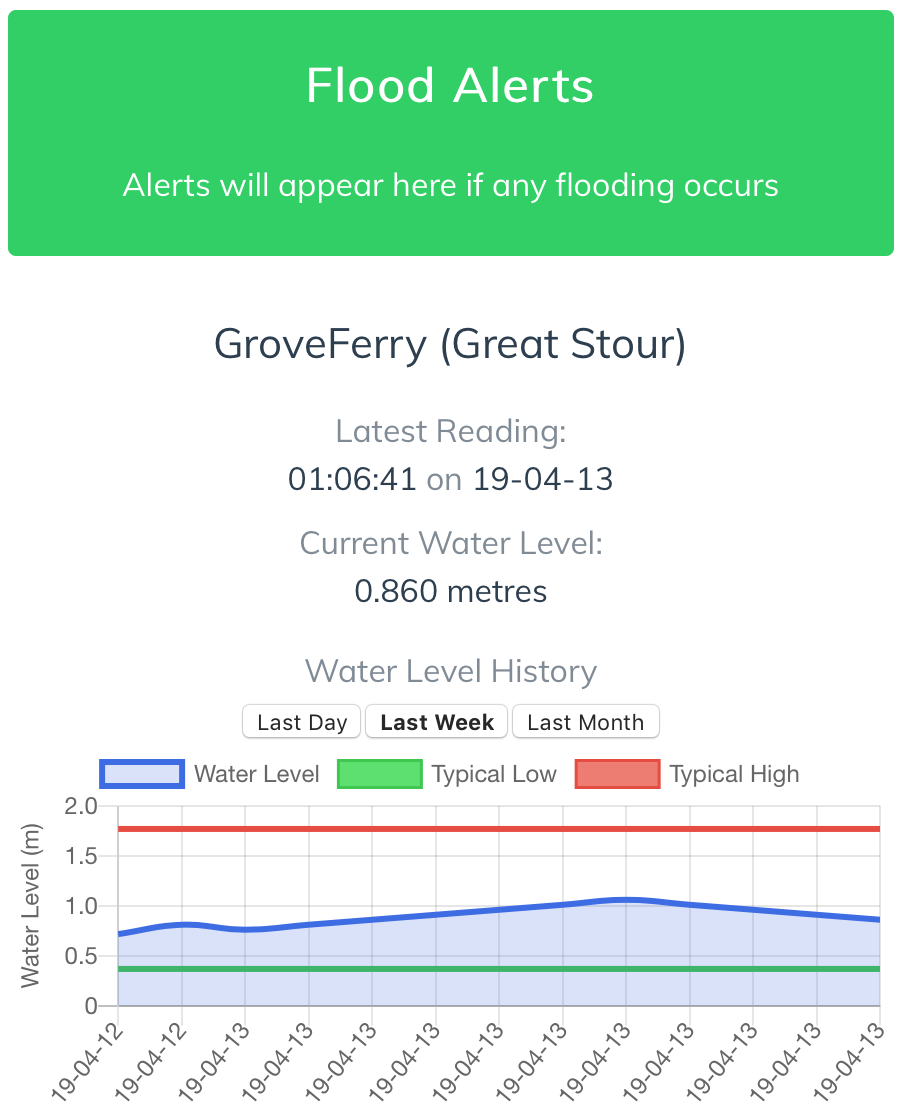 Flood Alerts
Alerts will appear here if any flooding occurs
GroveFerry (Great Stour)
Latest Reading:
01:06:41 on 19-04-13
Current Water Level:
0.860 metres
Water Level History
Last Day Last Week Last Month
Water Level Typical Low Typical High
Water Level (m)
2.0
1.5
1.0
0.5
0
19-04-12 19-04-12 19-04-13 19-04-13 19-04-13 19-04-13 19-04-13 19-04-13 19-04-13 19-04-13 19-04-13 19-04-13 19-04-13